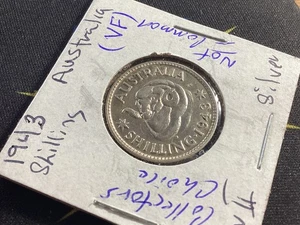 1943
Shilling
Australia
(VF)
Not
Common
Silver
Collectors
Choice
AUSTRALIA
SHILLING · 1943